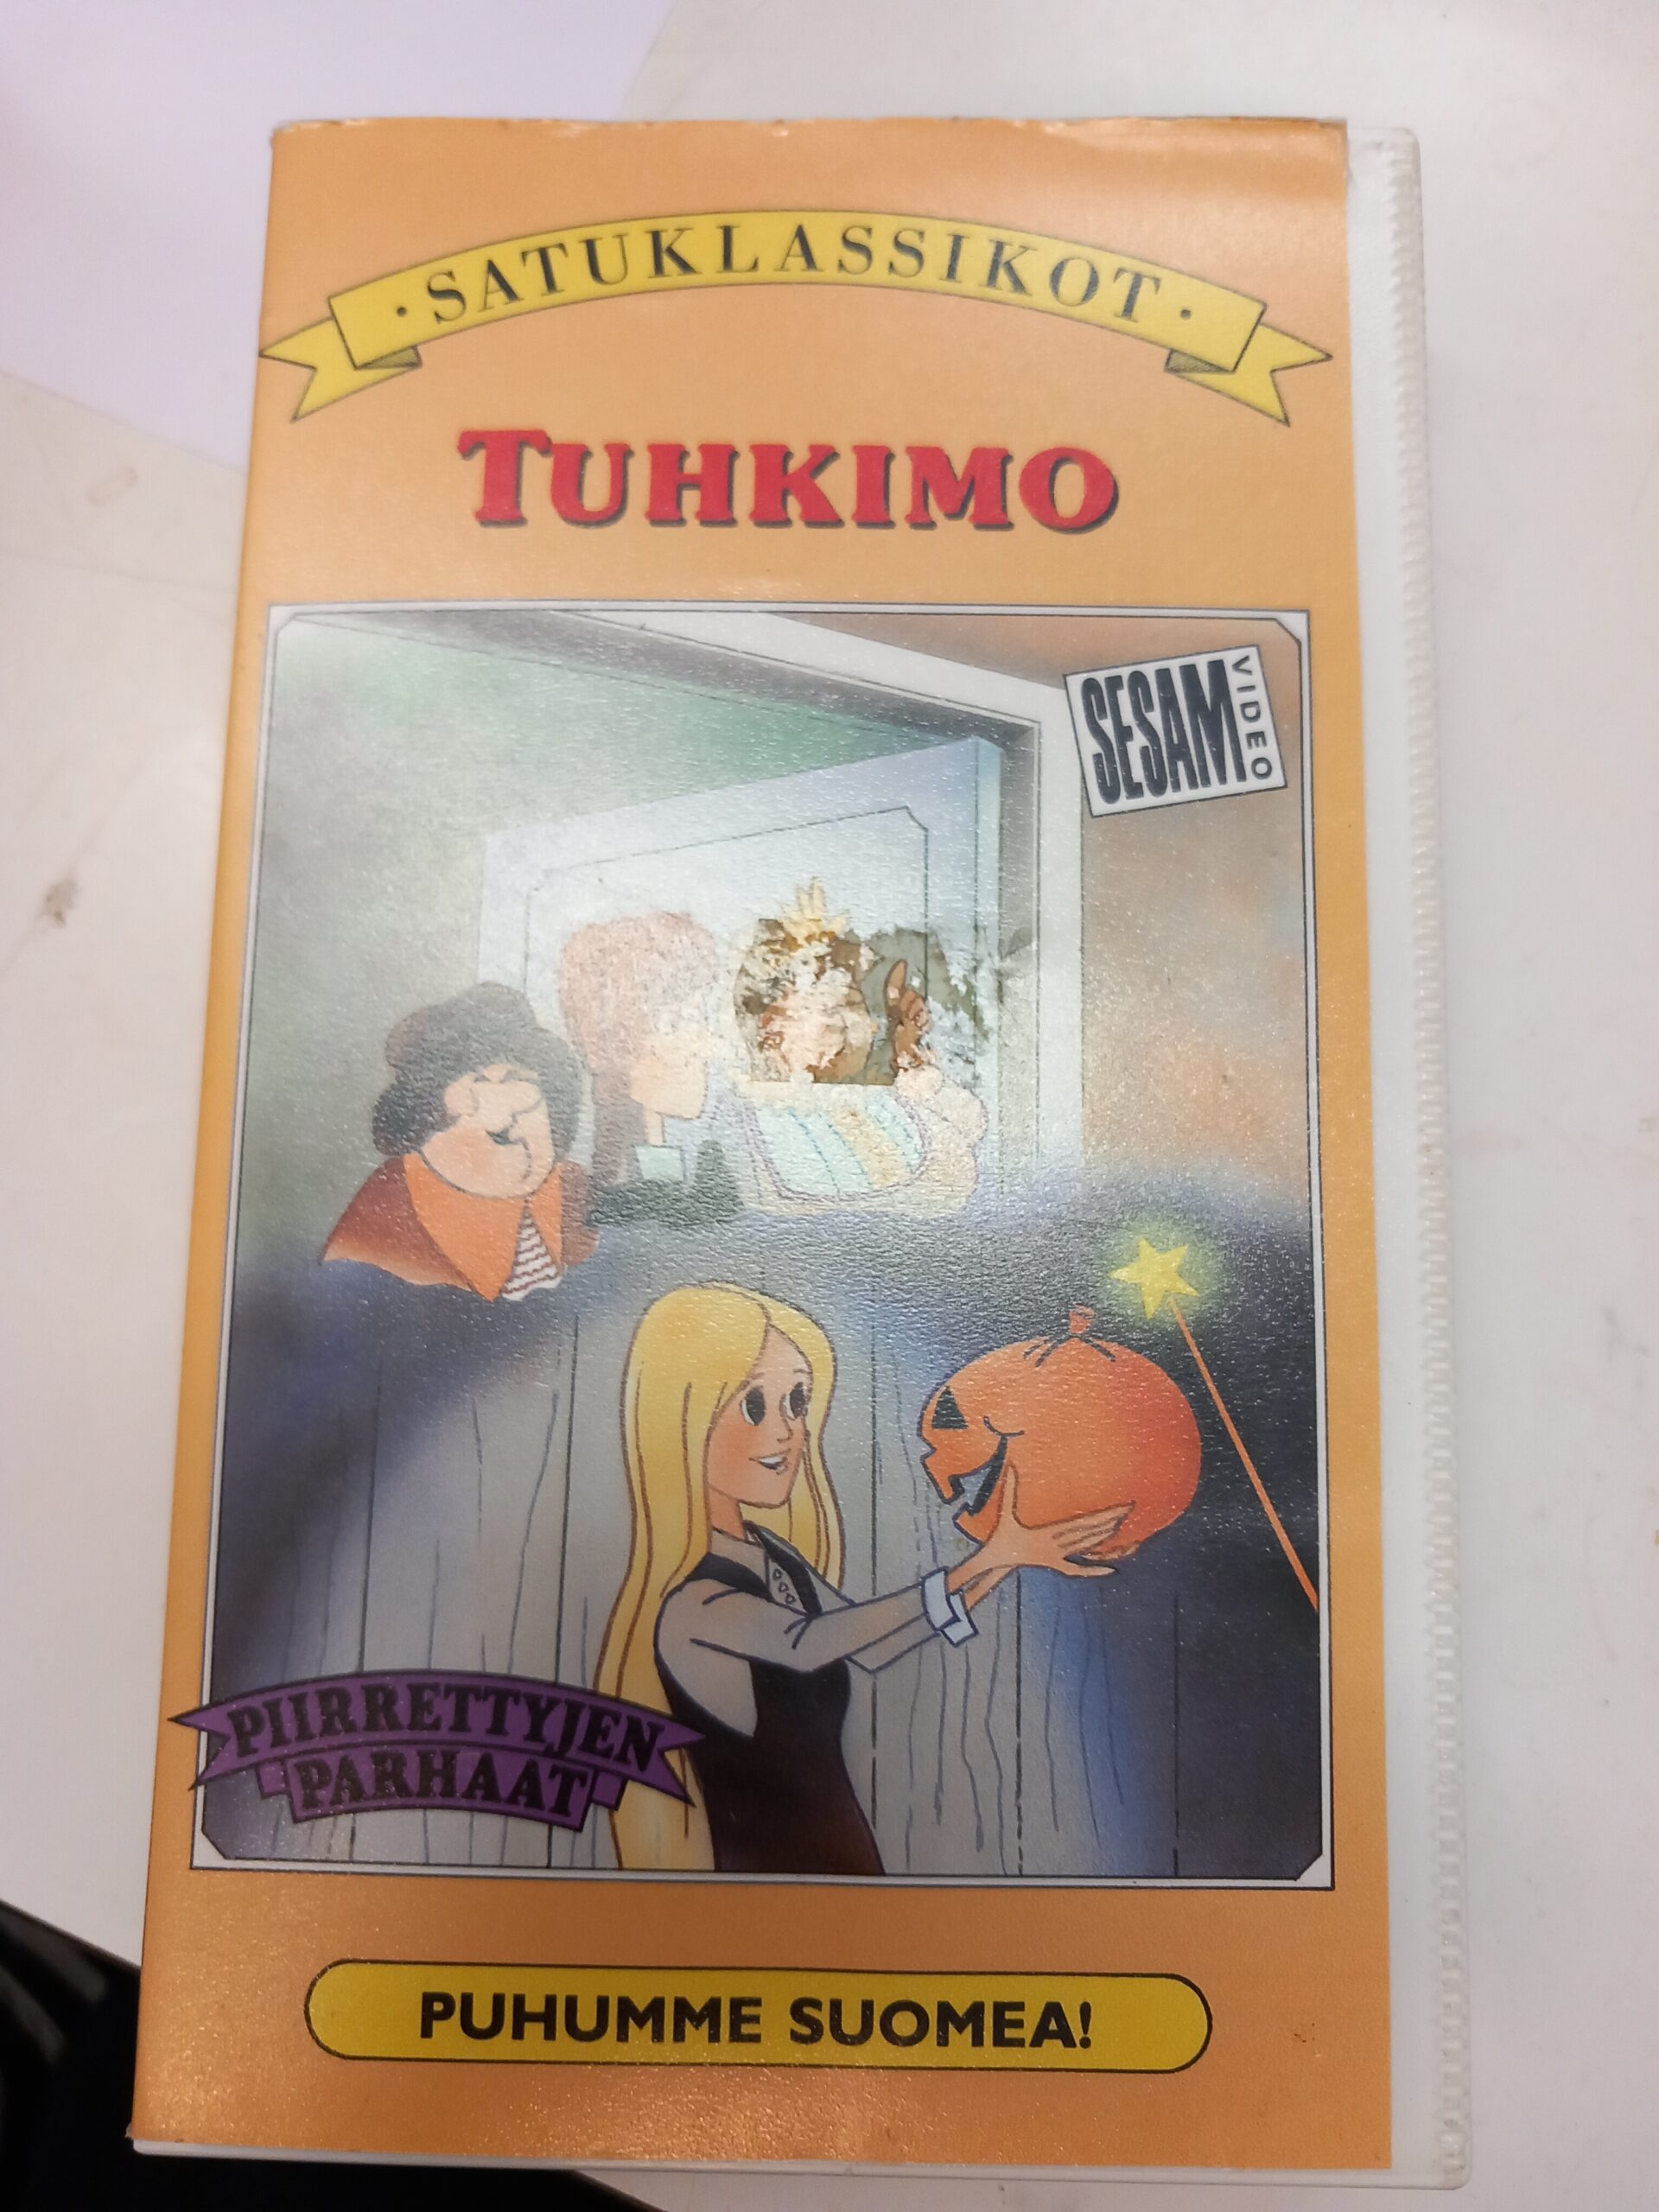 · SATUKLASSIKOT ·
TUHKIMO
SESAM
VIDEO
PIIRRETTYJEN
PARHAAT
PUHUMME SUOMEA!